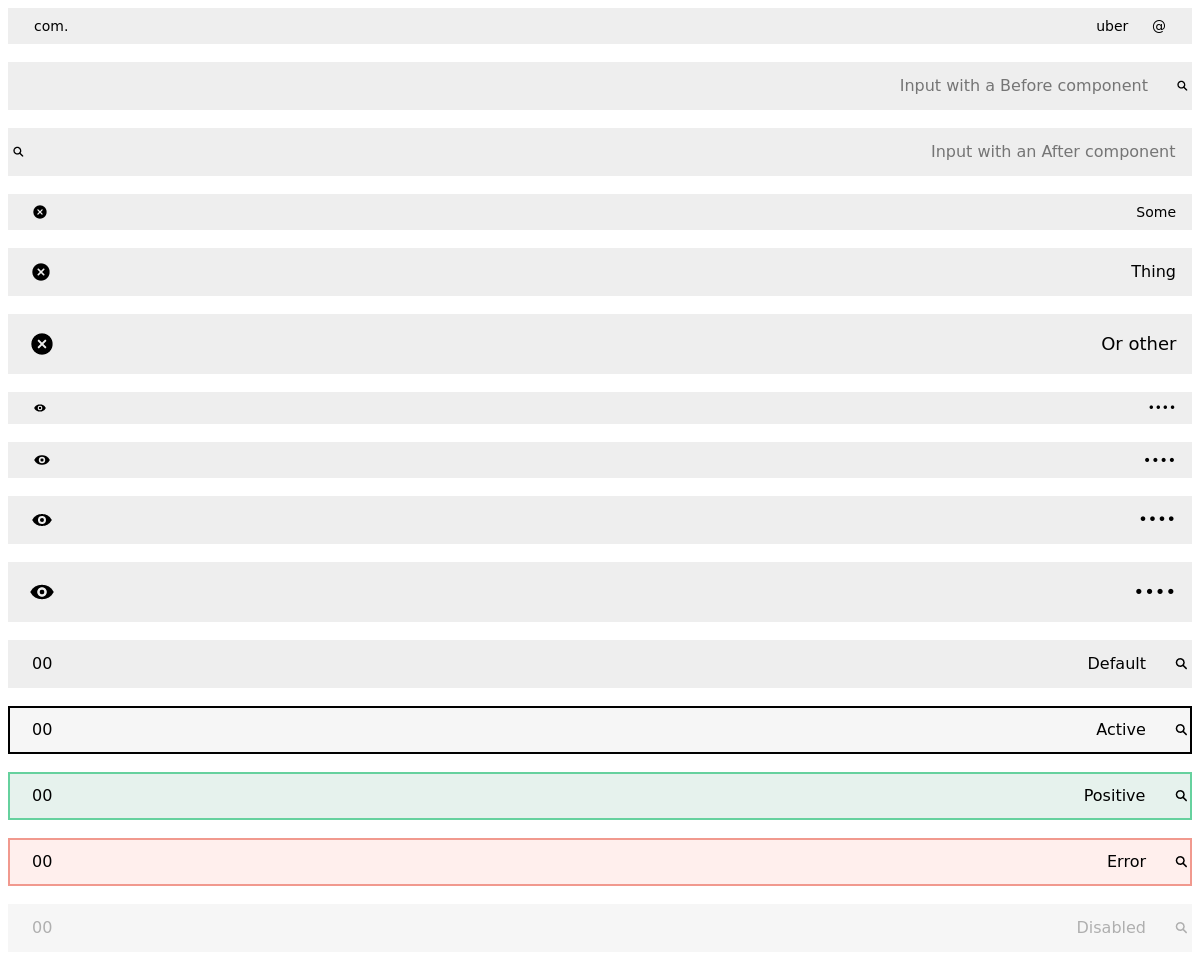 com. uber @
Input with a Before component
Input with an After component
Some
Thing
Or other
••••
••••
••••
••••
00 Default
00 Active
00 Positive
00 Error
00 Disabled